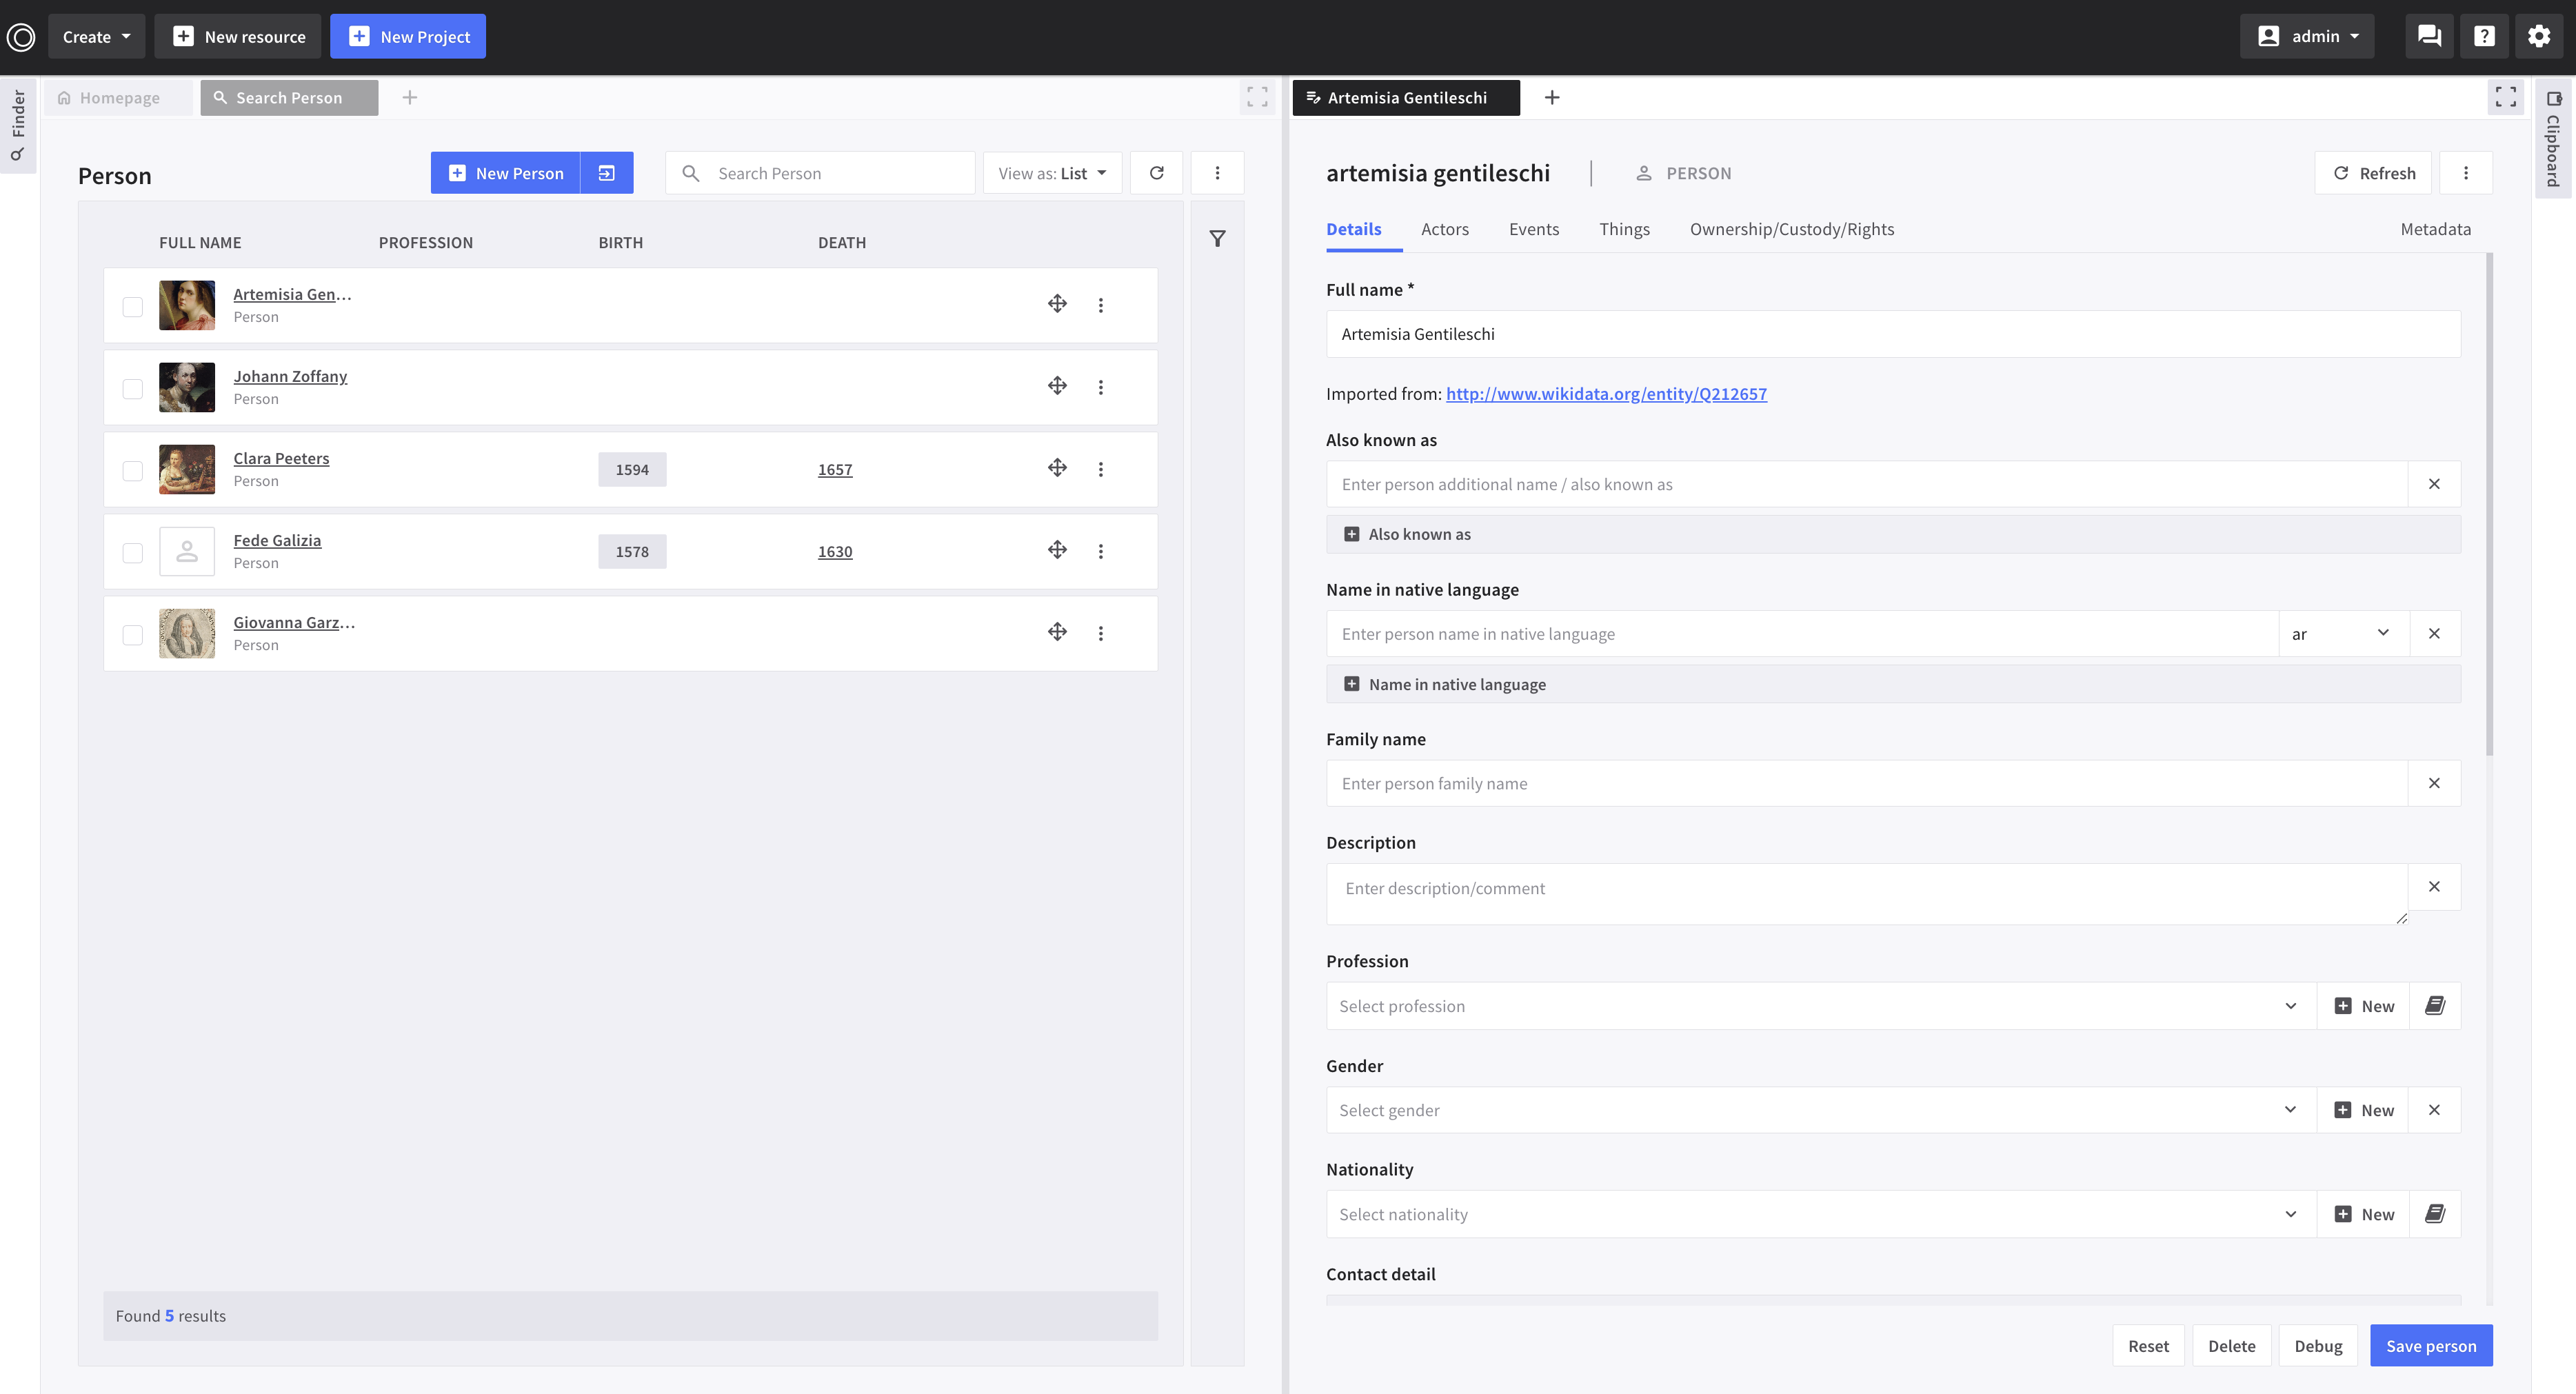 Create
New resource
New Project
admin
Finder
Homepage
Search Person
Person
New Person
Search Person
View as: List
FULL NAME PROFESSION BIRTH DEATH
Artemisia Gen...
Person
Johann Zoffany
Person
Clara Peeters
Person
1594
1657
Fede Galizia
Person
1578
1630
Giovanna Garz...
Person
Found 5 results
Artemisia Gentileschi
Clipboard
artemisia gentileschi
PERSON
Refresh
Details Actors Events Things Ownership/Custody/Rights Metadata
Full name *
Artemisia Gentileschi
Imported from: http://www.wikidata.org/entity/Q212657
Also known as
Enter person additional name / also known as
Also known as
Name in native language
Enter person name in native language
ar
Name in native language
Family name
Enter person family name
Description
Enter description/comment
Profession
Select profession
New
Gender
Select gender
New
Nationality
Select nationality
New
Contact detail
Reset
Delete
Debug
Save person